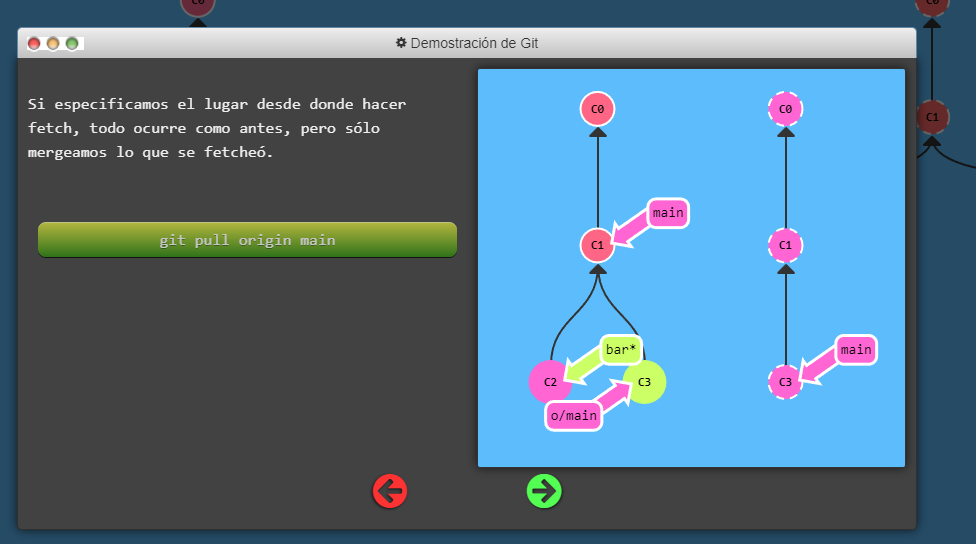 C0
C0
Demostración de Git
Si especificamos el lugar desde donde hacer
fetch, todo ocurre como antes, pero sólo
mergeamos lo que se fetcheó.
git pull origin main
C0
C0
C1
main
C1
C1
bar*
main
C2
C3
C3
o/main